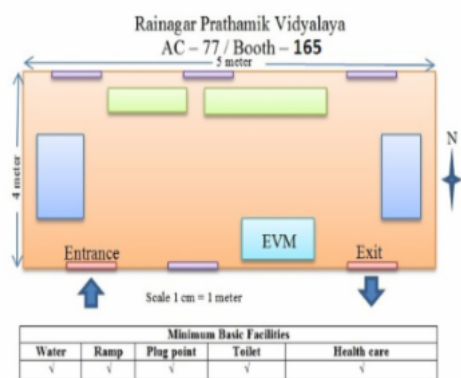 Rainagar Prathamik Vidyalaya
AC – 77 / Booth – 165
5 meter
4 meter
N
EVM
Entrance
Exit
Scale 1 cm = 1 meter
Minimum Basic Facilities
Water Ramp Plug point Toilet Health care
√ √ √ √ √